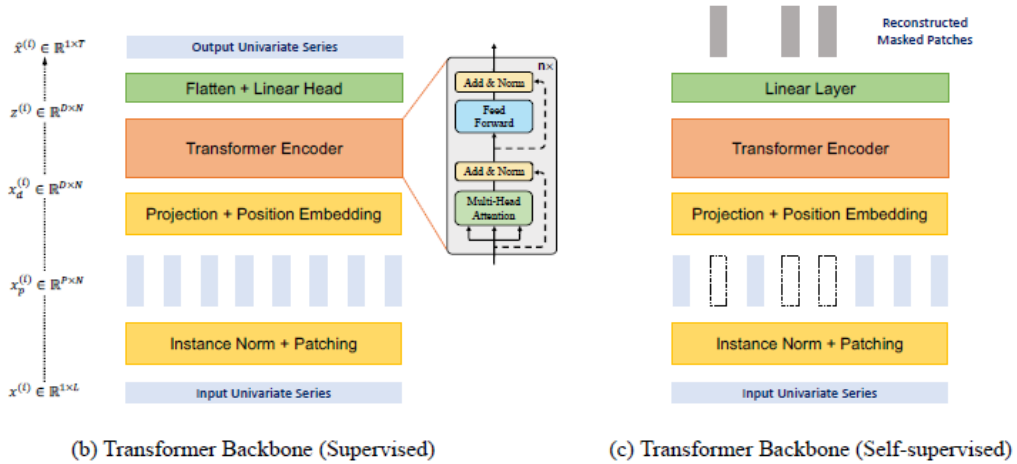 x̂⁽ⁱ⁾ ∈ ℝ^{1×T}
z⁽ⁱ⁾ ∈ ℝ^{D×N}
x_d⁽ⁱ⁾ ∈ ℝ^{D×N}
x_p⁽ⁱ⁾ ∈ ℝ^{P×N}
x⁽ⁱ⁾ ∈ ℝ^{1×L}
Output Univariate Series
Flatten + Linear Head
Transformer Encoder
Projection + Position Embedding
Instance Norm + Patching
Input Univariate Series
n×
Add & Norm
Feed
Forward
Add & Norm
Multi-Head
Attention
(b) Transformer Backbone (Supervised)
Reconstructed
Masked Patches
Linear Layer
Transformer Encoder
Projection + Position Embedding
Instance Norm + Patching
Input Univariate Series
(c) Transformer Backbone (Self-supervised)